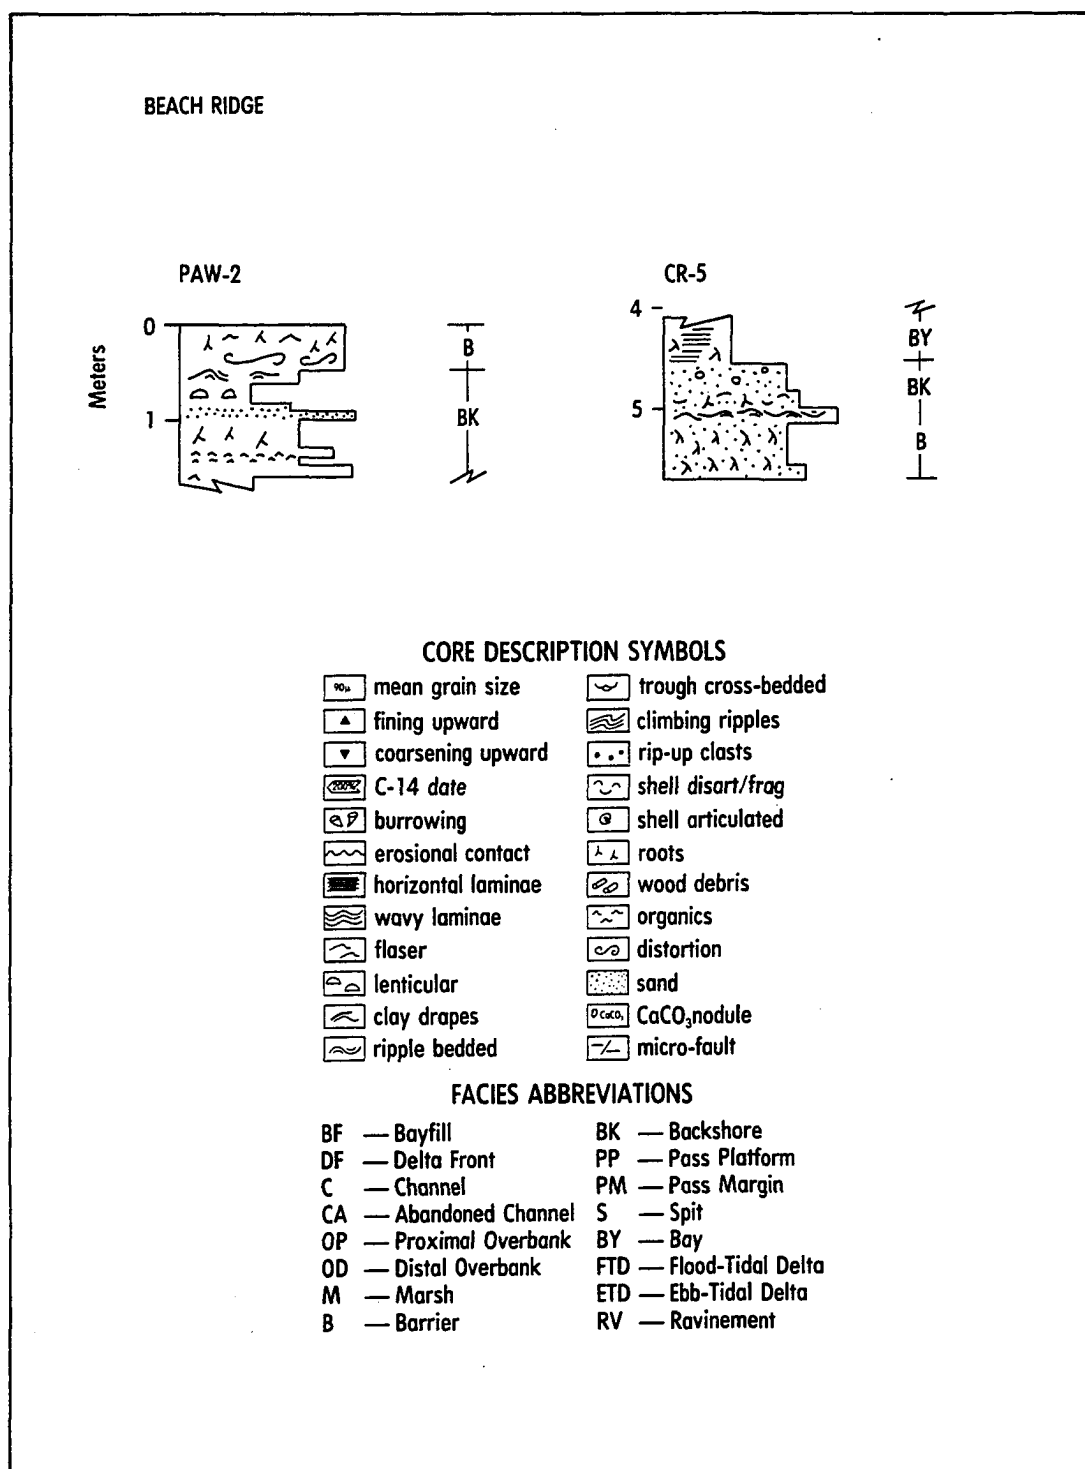 BEACH RIDGE
PAW-2
Meters
0
1
B
BK
CR-5
4
5
BY
BK
B
CORE DESCRIPTION SYMBOLS
90μ mean grain size
fining upward
coarsening upward
C-14 date
burrowing
erosional contact
horizontal laminae
wavy laminae
flaser
lenticular
clay drapes
ripple bedded
trough cross-bedded
climbing ripples
rip-up clasts
shell disart/frag
shell articulated
roots
wood debris
organics
distortion
sand
CaCO₃ CaCO₃nodule
micro-fault
FACIES ABBREVIATIONS
BF — Bayfill
DF — Delta Front
C — Channel
CA — Abandoned Channel
OP — Proximal Overbank
OD — Distal Overbank
M — Marsh
B — Barrier
BK — Backshore
PP — Pass Platform
PM — Pass Margin
S — Spit
BY — Bay
FTD — Flood-Tidal Delta
ETD — Ebb-Tidal Delta
RV — Ravinement